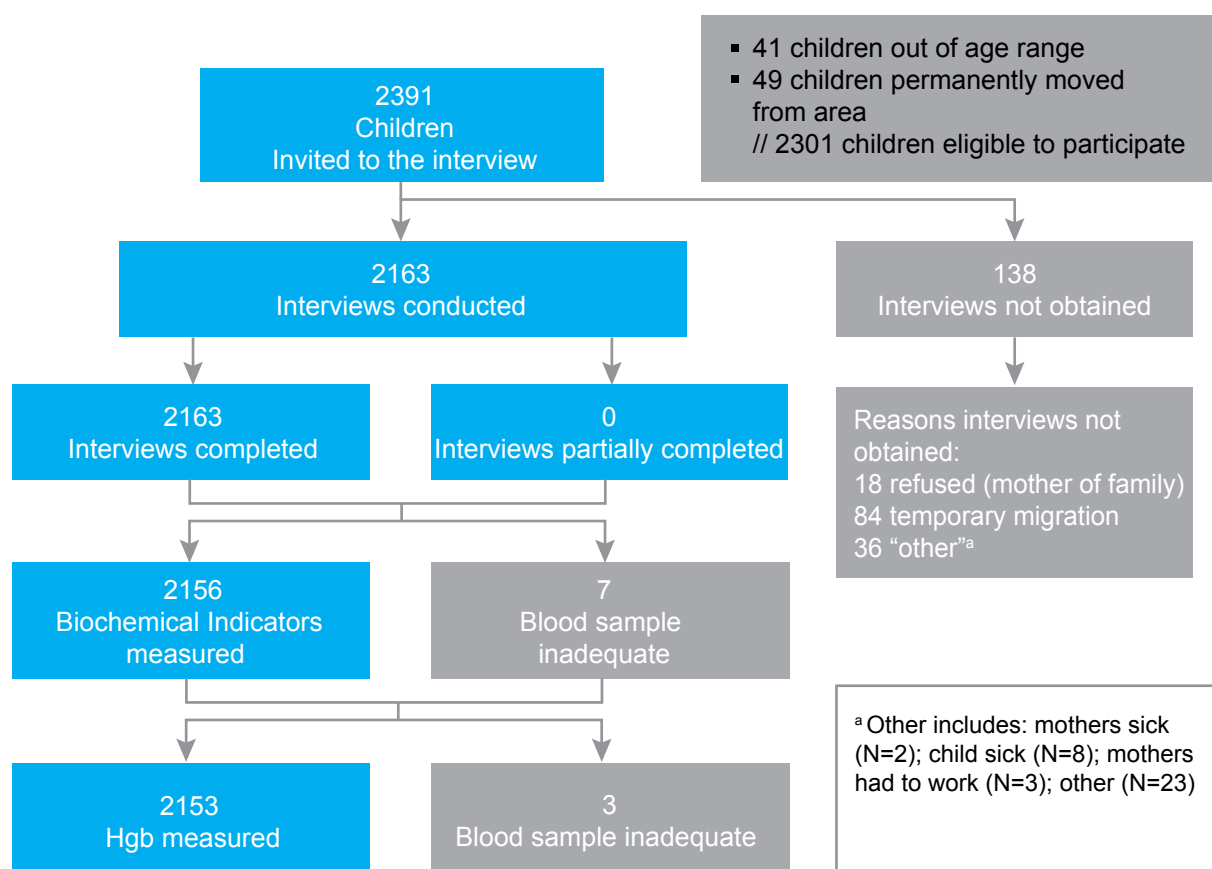 2391
Children
Invited to the interview
▪ 41 children out of age range
▪ 49 children permanently moved
from area
// 2301 children eligible to participate
2163
Interviews conducted
138
Interviews not obtained
2163
Interviews completed
0
Interviews partially completed
Reasons interviews not
obtained:
18 refused (mother of family)
84 temporary migration
36 “other”ᵃ
2156
Biochemical Indicators
measured
7
Blood sample
inadequate
ᵃ Other includes: mothers sick
(N=2); child sick (N=8); mothers
had to work (N=3); other (N=23)
2153
Hgb measured
3
Blood sample inadequate